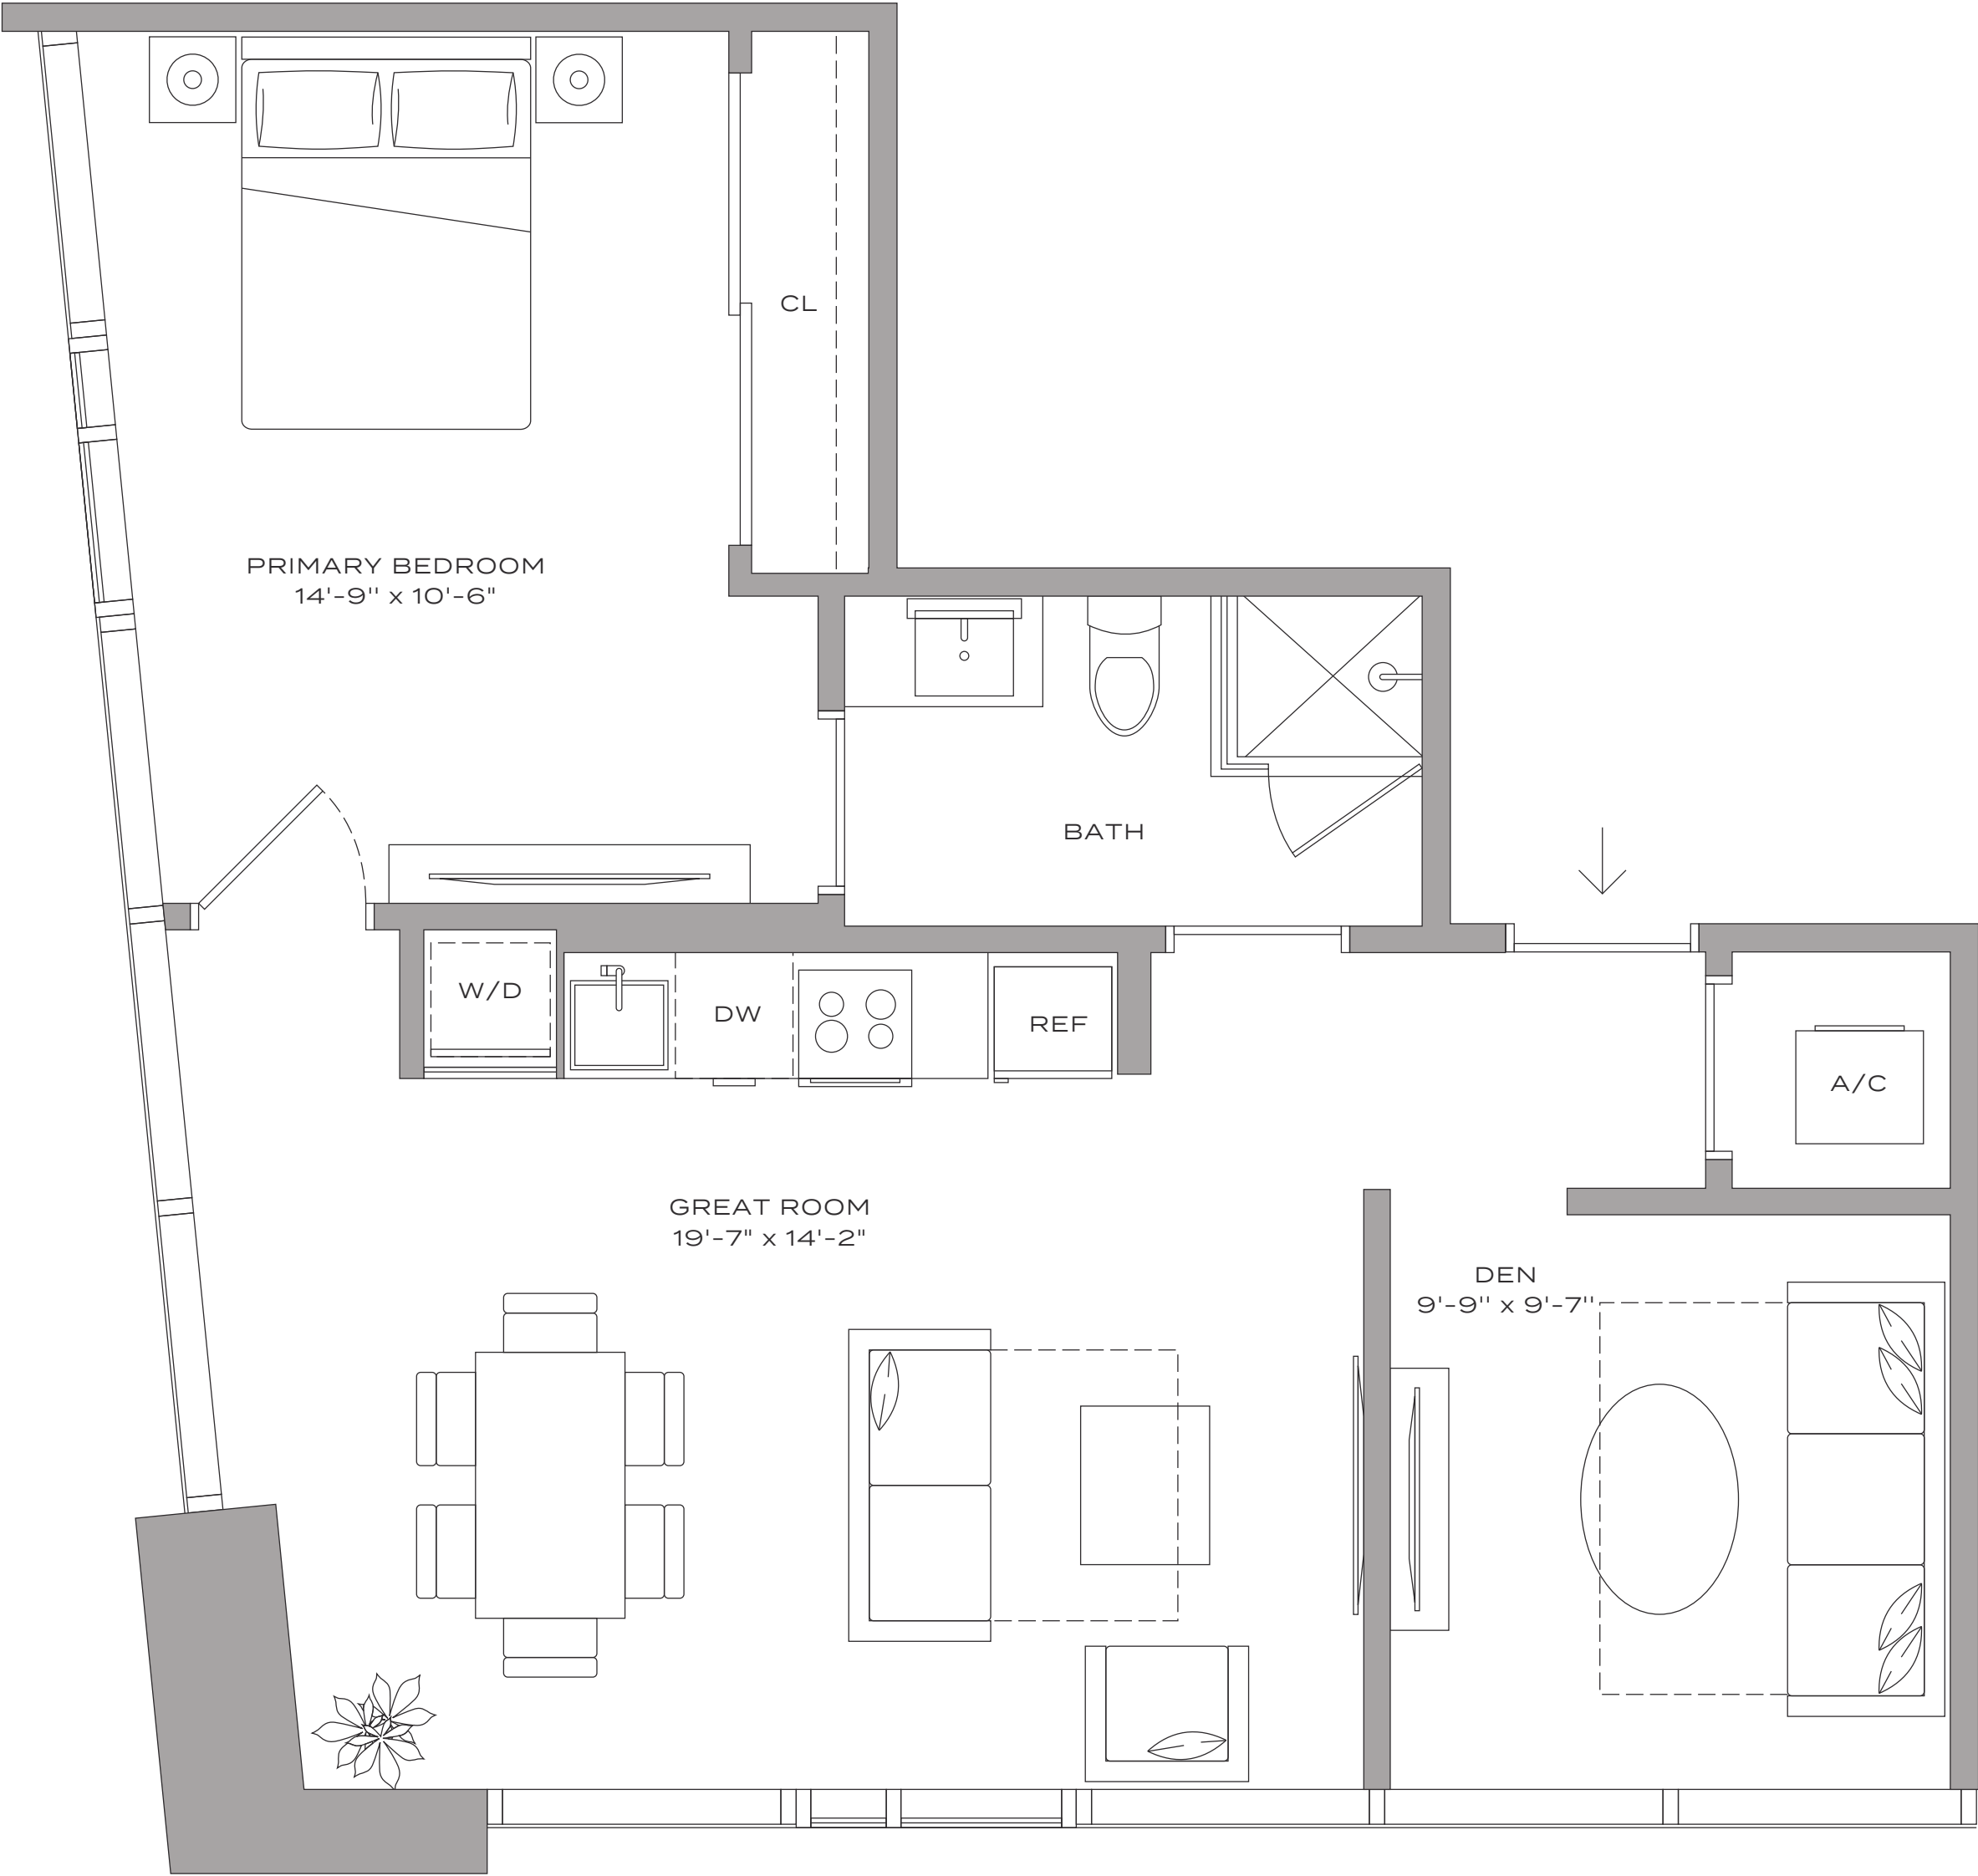 CL
PRIMARY BEDROOM
14'-9" x 10'-6"
BATH
W/D
DW
REF
A/C
GREAT ROOM
19'-7" x 14'-2"
DEN
9'-9" x 9'-7"